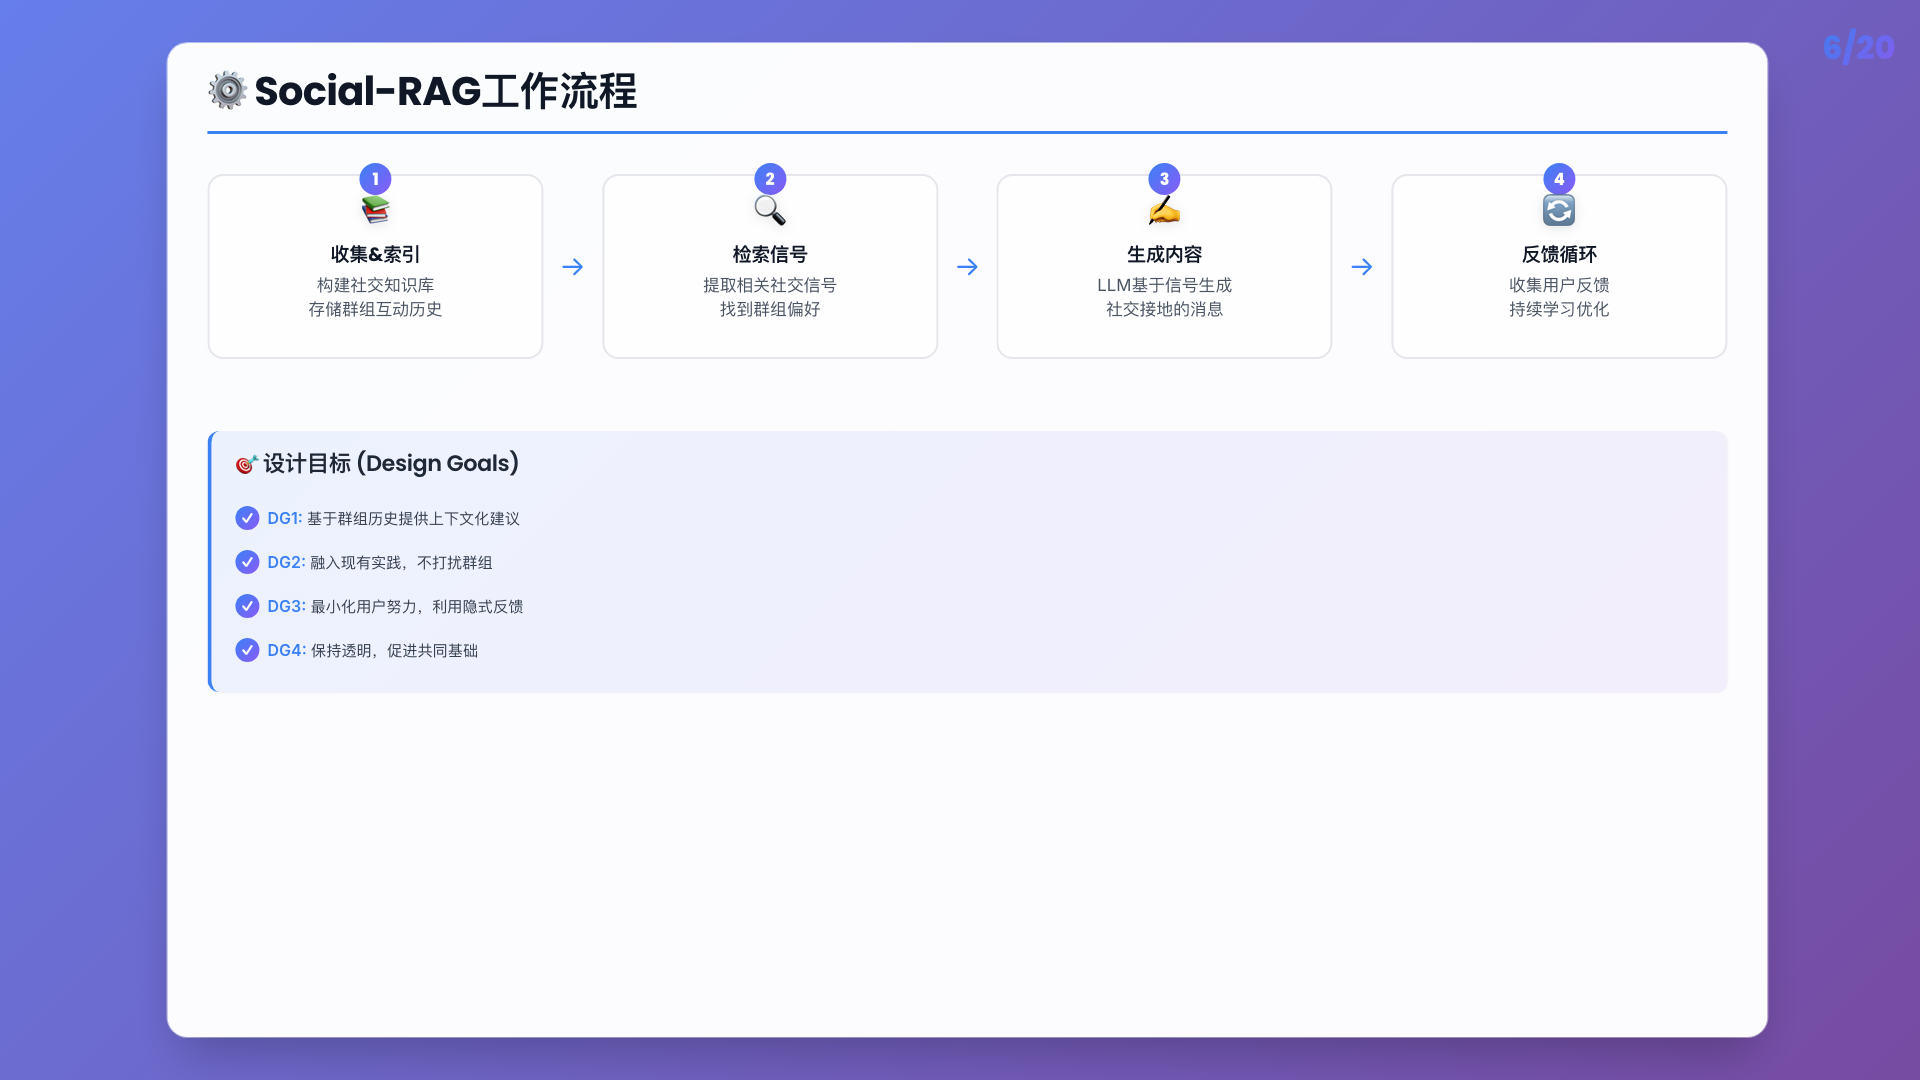 6/20
Social-RAG工作流程
1
收集&索引
构建社交知识库
存储群组互动历史
→
2
检索信号
提取相关社交信号
找到群组偏好
→
3
生成内容
LLM基于信号生成
社交接地的消息
→
4
反馈循环
收集用户反馈
持续学习优化
设计目标 (Design Goals)
DG1: 基于群组历史提供上下文化建议
DG2: 融入现有实践，不打扰群组
DG3: 最小化用户努力，利用隐式反馈
DG4: 保持透明，促进共同基础